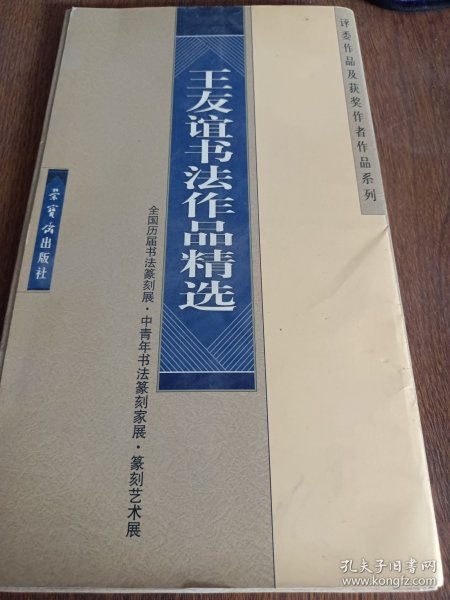 评委作品及获奖作者作品系列
王友谊书法作品精选
全国历届书法篆刻展·中青年书法篆刻家展·篆刻艺术展
荣宝斋出版社
孔夫子旧书网
www.kongfz.com